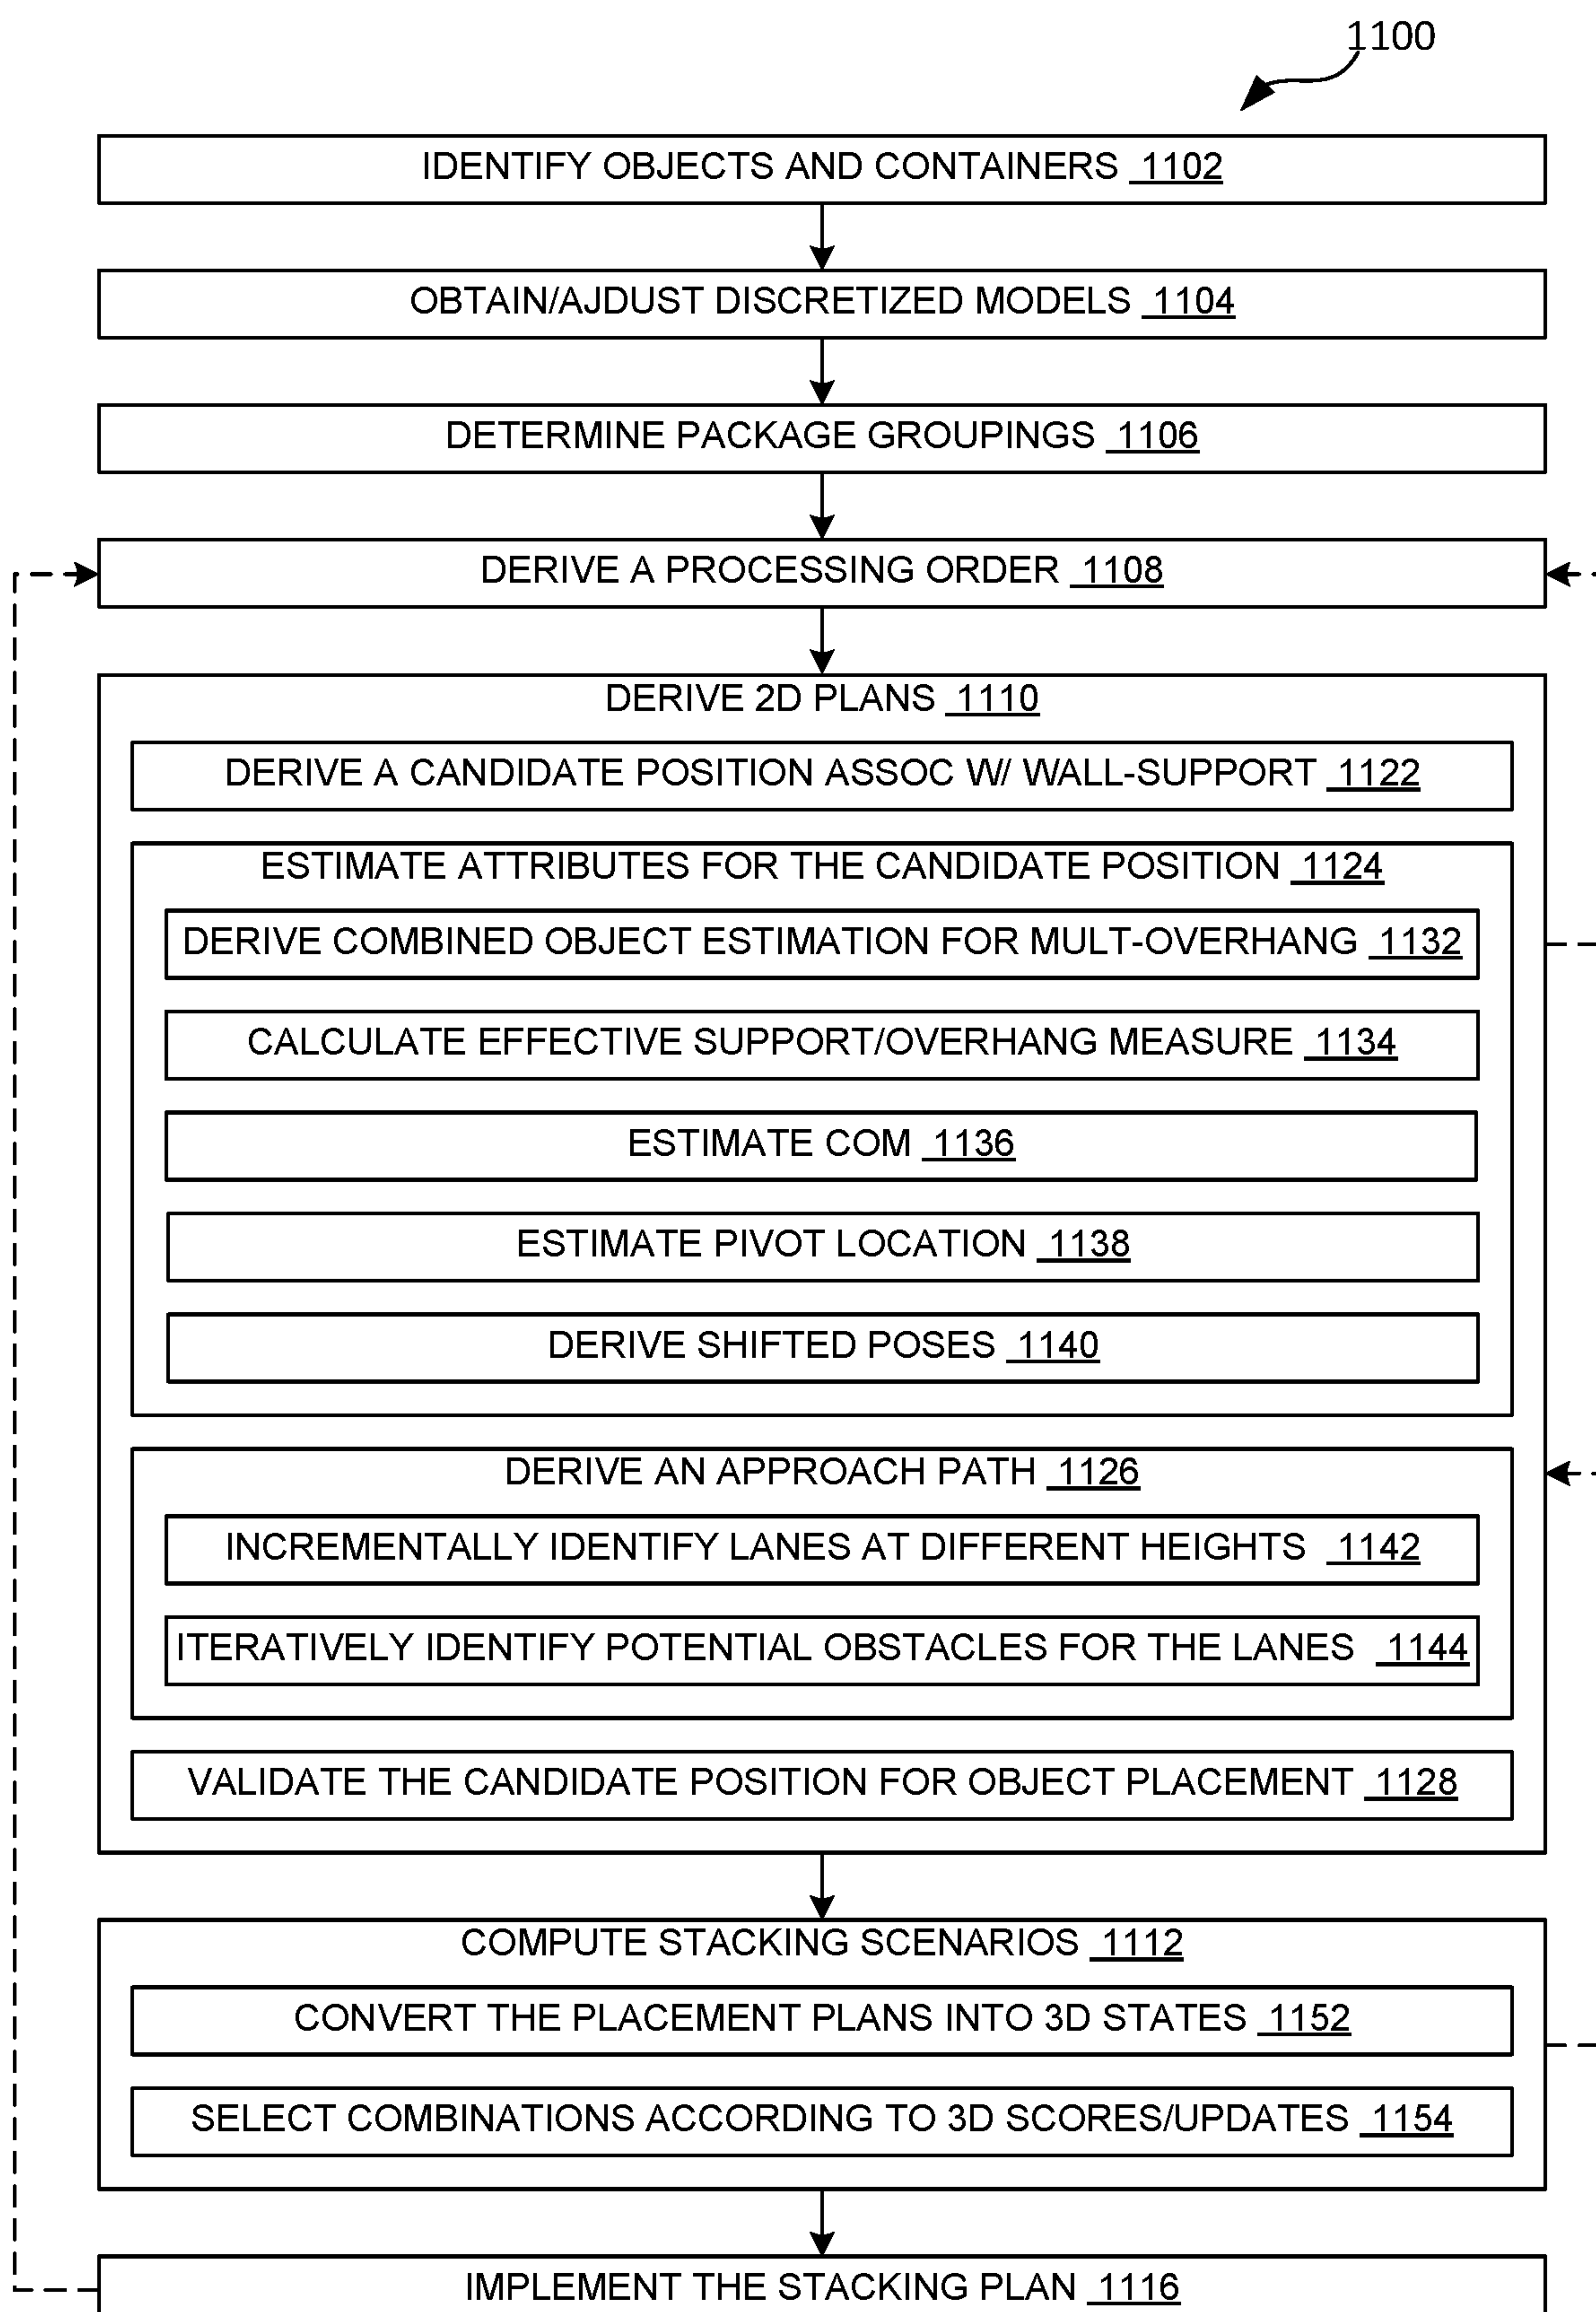 1100
IDENTIFY OBJECTS AND CONTAINERS 1102
OBTAIN/AJDUST DISCRETIZED MODELS 1104
DETERMINE PACKAGE GROUPINGS 1106
DERIVE A PROCESSING ORDER 1108
DERIVE 2D PLANS 1110
DERIVE A CANDIDATE POSITION ASSOC W/ WALL-SUPPORT 1122
ESTIMATE ATTRIBUTES FOR THE CANDIDATE POSITION 1124
DERIVE COMBINED OBJECT ESTIMATION FOR MULT-OVERHANG 1132
CALCULATE EFFECTIVE SUPPORT/OVERHANG MEASURE 1134
ESTIMATE COM 1136
ESTIMATE PIVOT LOCATION 1138
DERIVE SHIFTED POSES 1140
DERIVE AN APPROACH PATH 1126
INCREMENTALLY IDENTIFY LANES AT DIFFERENT HEIGHTS 1142
ITERATIVELY IDENTIFY POTENTIAL OBSTACLES FOR THE LANES 1144
VALIDATE THE CANDIDATE POSITION FOR OBJECT PLACEMENT 1128
COMPUTE STACKING SCENARIOS 1112
CONVERT THE PLACEMENT PLANS INTO 3D STATES 1152
SELECT COMBINATIONS ACCORDING TO 3D SCORES/UPDATES 1154
IMPLEMENT THE STACKING PLAN 1116